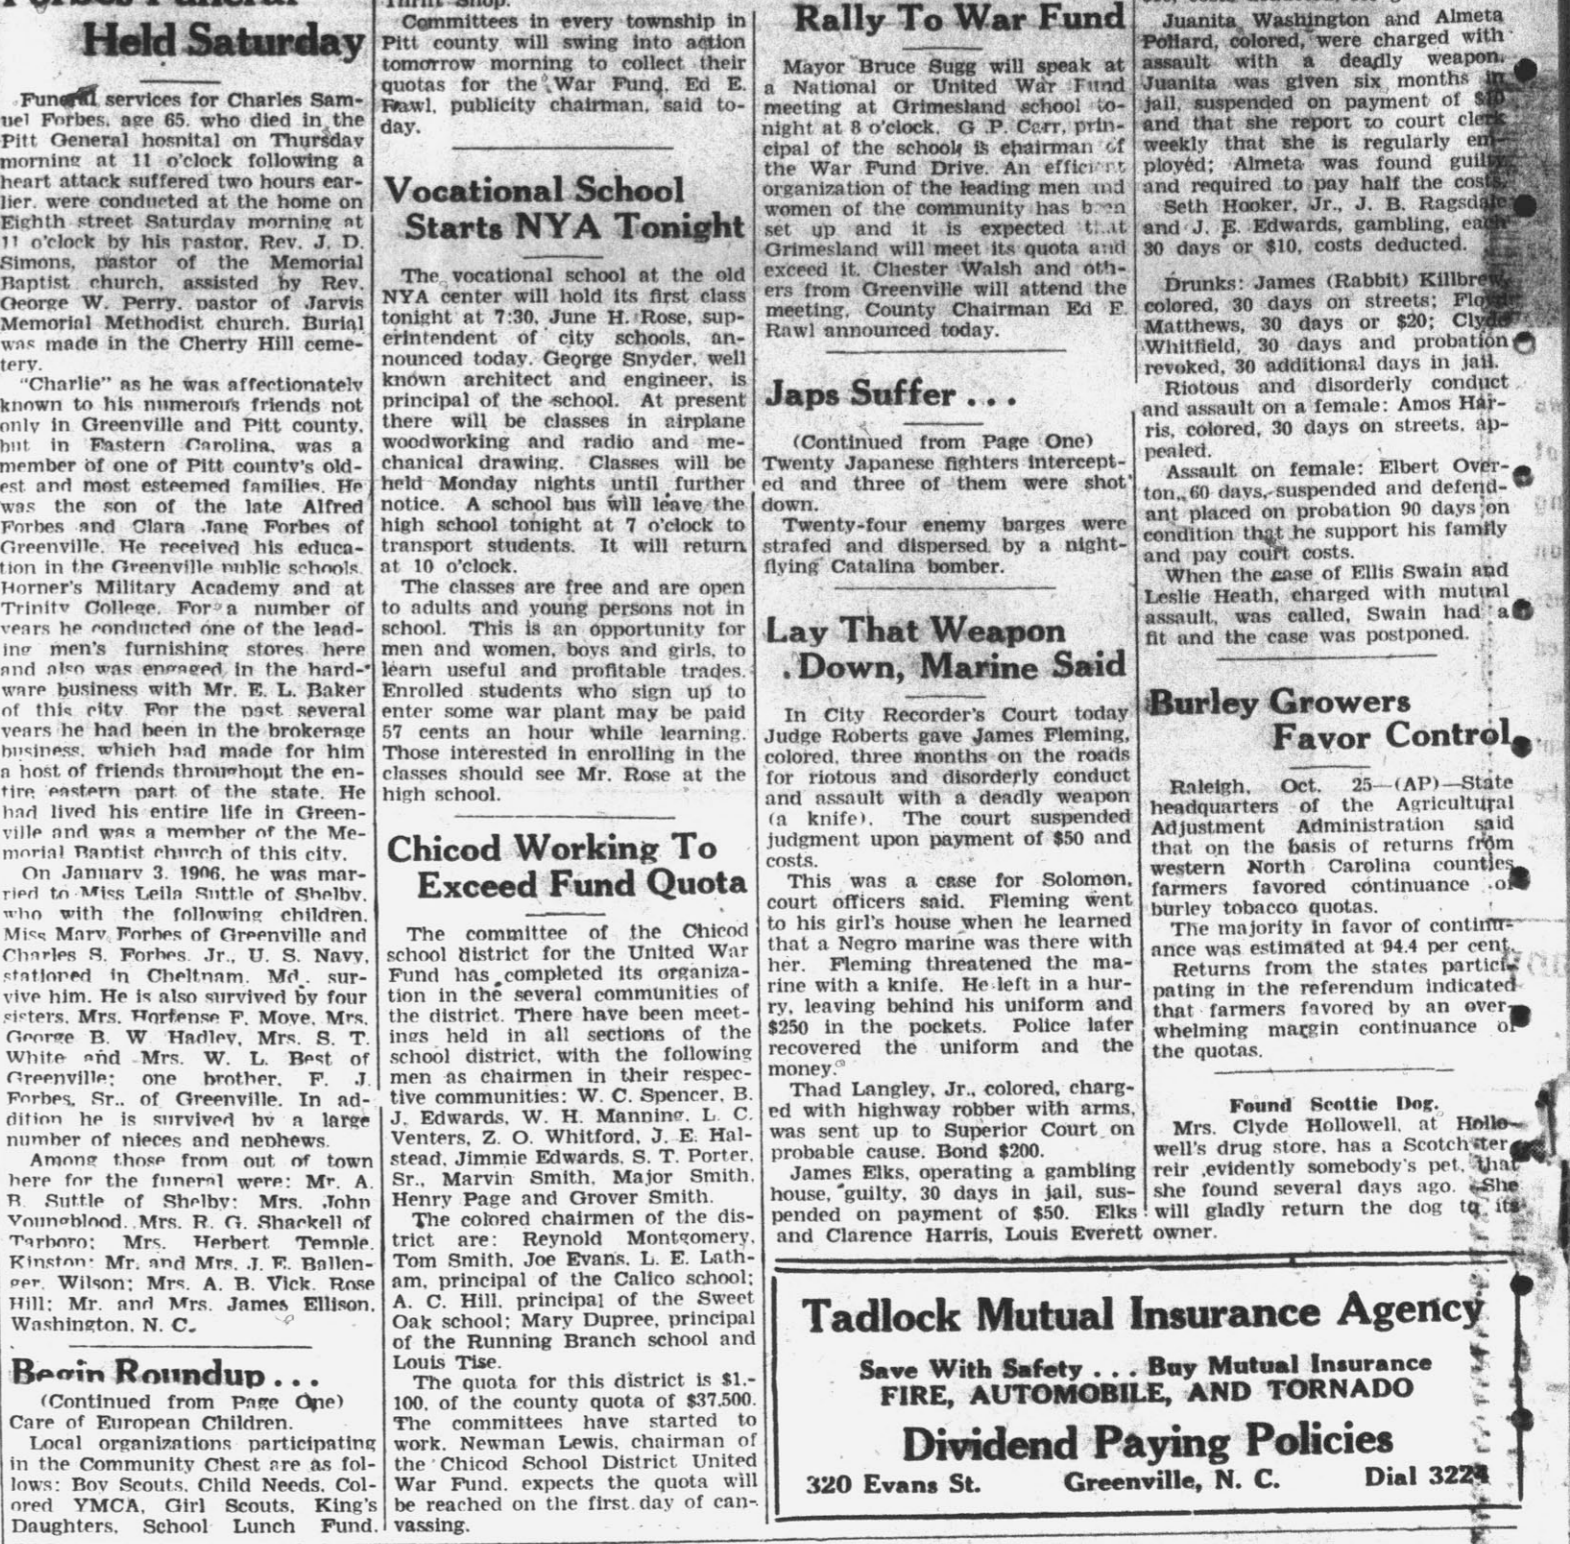 Held Saturday
Funeral services for Charles Sam-
uel Forbes, age 65, who died in the
Pitt General hospital on Thursday
morning at 11 o'clock following a
heart attack suffered two hours ear-
lier, were conducted at the home on
Eighth street Saturday morning at
11 o'clock by his pastor, Rev. J. D.
Simons, pastor of the Memorial
Baptist church, assisted by Rev.
George W. Perry, pastor of Jarvis
Memorial Methodist church. Burial
was made in the Cherry Hill ceme-
tery.
"Charlie" as he was affectionately
known to his numerous friends not
only in Greenville and Pitt county,
but in Eastern Carolina, was a
member of one of Pitt county's old-
est and most esteemed families. He
was the son of the late Alfred
Forbes and Clara Jane Forbes of
Greenville. He received his educa-
tion in the Greenville public schools,
Horner's Military Academy and at
Trinity College. For a number of
years he conducted one of the lead-
ing men's furnishing stores here
and also was engaged in the hard-
ware business with Mr. E. L. Baker
of this city. For the past several
years he had been in the brokerage
business, which had made for him
a host of friends throughout the en-
tire eastern part of the state. He
had lived his entire life in Green-
ville and was a member of the Me-
morial Baptist church of this city.
On January 3, 1906, he was mar-
ried to Miss Leila Suttle of Shelby,
who with the following children,
Miss Mary Forbes of Greenville and
Charles S. Forbes, Jr., U. S. Navy,
stationed in Cheltnam, Md., sur-
vive him. He is also survived by four
sisters, Mrs. Hortense F. Moye, Mrs.
George B. W. Hadley, Mrs. S. T.
White and Mrs. W. L. Best of
Greenville; one brother, F. J.
Forbes, Sr., of Greenville. In ad-
dition he is survived by a large
number of nieces and nephews.
Among those from out of town
here for the funeral were: Mr. A.
B. Suttle of Shelby; Mrs. John
Youngblood, Mrs. R. G. Shackell of
Tarboro; Mrs. Herbert Temple,
Kinston; Mr. and Mrs. J. E. Ballen-
ger, Wilson; Mrs. A. B. Vick, Rose
Hill; Mr. and Mrs. James Ellison,
Washington, N. C.
Begin Roundup ...
(Continued from Page One)
Care of European Children.
Local organizations participating
in the Community Chest are as fol-
lows: Boy Scouts, Child Needs, Col-
ored YMCA, Girl Scouts, King's
Daughters, School Lunch Fund.
Committees in every township in
Pitt county will swing into action
tomorrow morning to collect their
quotas for the War Fund, Ed E.
Rawl, publicity chairman, said to-
day.
Vocational School
Starts NYA Tonight
The vocational school at the old
NYA center will hold its first class
tonight at 7:30, June H. Rose, sup-
erintendent of city schools, an-
nounced today. George Snyder, well
known architect and engineer, is
principal of the school. At present
there will be classes in airplane
woodworking and radio and me-
chanical drawing. Classes will be
held Monday nights until further
notice. A school bus will leave the
high school tonight at 7 o'clock to
transport students. It will return
at 10 o'clock.
The classes are free and are open
to adults and young persons not in
school. This is an opportunity for
men and women, boys and girls, to
learn useful and profitable trades.
Enrolled students who sign up to
enter some war plant may be paid
57 cents an hour while learning.
Those interested in enrolling in the
classes should see Mr. Rose at the
high school.
Chicod Working To
Exceed Fund Quota
The committee of the Chicod
school district for the United War
Fund has completed its organiza-
tion in the several communities of
the district. There have been meet-
ings held in all sections of the
school district, with the following
men as chairmen in their respec-
tive communities: W. C. Spencer, B.
J. Edwards, W. H. Manning, L. C.
Venters, Z. O. Whitford, J. E. Hal-
stead, Jimmie Edwards, S. T. Porter,
Sr., Marvin Smith, Major Smith,
Henry Page and Grover Smith.
The colored chairmen of the dis-
trict are: Reynold Montgomery,
Tom Smith, Joe Evans, L. E. Lath-
am, principal of the Calico school;
A. C. Hill, principal of the Sweet
Oak school; Mary Dupree, principal
of the Running Branch school and
Louis Tise.
The quota for this district is $1,-
100, of the county quota of $37,500.
The committees have started to
work. Newman Lewis, chairman of
the Chicod School District United
War Fund, expects the quota will
be reached on the first day of can-
vassing.
Rally To War Fund
Mayor Bruce Sugg will speak at
a National or United War Fund
meeting at Grimesland school to-
night at 8 o'clock. G .P. Carr, prin-
cipal of the school, is chairman of
the War Fund Drive. An efficient
organization of the leading men and
women of the community has been
set up and it is expected that
Grimesland will meet its quota and
exceed it. Chester Walsh and oth-
ers from Greenville will attend the
meeting, County Chairman Ed E.
Rawl announced today.
Japs Suffer ...
(Continued from Page One)
Twenty Japanese fighters intercept-
ed and three of them were shot
down.
Twenty-four enemy barges were
strafed and dispersed by a night-
flying Catalina bomber.
Lay That Weapon
Down, Marine Said
In City Recorder's Court today
Judge Roberts gave James Fleming,
colored, three months on the roads
for riotous and disorderly conduct
and assault with a deadly weapon
(a knife). The court suspended
judgment upon payment of $50 and
costs.
This was a case for Solomon,
court officers said. Fleming went
to his girl's house when he learned
that a Negro marine was there with
her. Fleming threatened the ma-
rine with a knife. He left in a hur-
ry, leaving behind his uniform and
$250 in the pockets. Police later
recovered the uniform and the
money.
Thad Langley, Jr., colored, charg-
ed with highway robber with arms,
was sent up to Superior Court on
probable cause. Bond $200.
James Elks, operating a gambling
house, guilty, 30 days in jail, sus-
pended on payment of $50. Elks
and Clarence Harris, Louis Everett
Juanita Washington and Almeta
Pollard, colored, were charged with
assault with a deadly weapon.
Juanita was given six months in
jail, suspended on payment of $10
and that she report to court clerk
weekly that she is regularly em-
ployed; Almeta was found guilty
and required to pay half the costs.
Seth Hooker, Jr., J. B. Ragsdale
and J. E. Edwards, gambling, each
30 days or $10, costs deducted.
Drunks: James (Rabbit) Killbrew,
colored, 30 days on streets; Floyd
Matthews, 30 days or $20; Clyde
Whitfield, 30 days and probation
revoked, 30 additional days in jail.
Riotous and disorderly conduct
and assault on a female: Amos Har-
ris, colored, 30 days on streets, ap-
pealed.
Assault on female: Elbert Over-
ton, 60 days, suspended and defend-
ant placed on probation 90 days on
condition that he support his family
and pay court costs.
When the case of Ellis Swain and
Leslie Heath, charged with mutual
assault, was called, Swain had a
fit and the case was postponed.
Burley Growers
Favor Control
Raleigh, Oct. 25—(AP)—State
headquarters of the Agricultural
Adjustment Administration said
that on the basis of returns from
western North Carolina counties
farmers favored continuance of
burley tobacco quotas.
The majority in favor of continu-
ance was estimated at 94.4 per cent.
Returns from the states partici-
pating in the referendum indicated
that farmers favored by an over-
whelming margin continuance of
the quotas.
Found Scottie Dog.
Mrs. Clyde Hollowell, at Hollo-
well's drug store, has a Scotch ter-
reir evidently somebody's pet, that
she found several days ago. She
will gladly return the dog to its
owner.
Tadlock Mutual Insurance Agency
Save With Safety ... Buy Mutual Insurance
FIRE, AUTOMOBILE, AND TORNADO
Dividend Paying Policies
320 Evans St. Greenville, N. C. Dial 3224